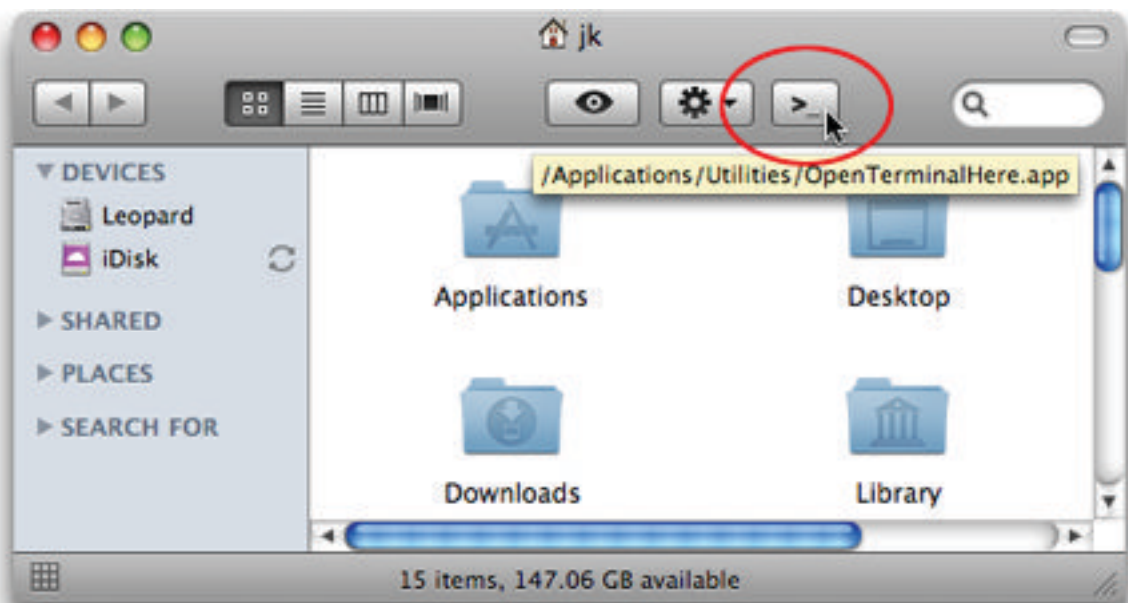 jk
>_
/Applications/Utilities/OpenTerminalHere.app
DEVICES
Leopard
iDisk
SHARED
PLACES
SEARCH FOR
Applications
Desktop
Downloads
Library
15 items, 147.06 GB available